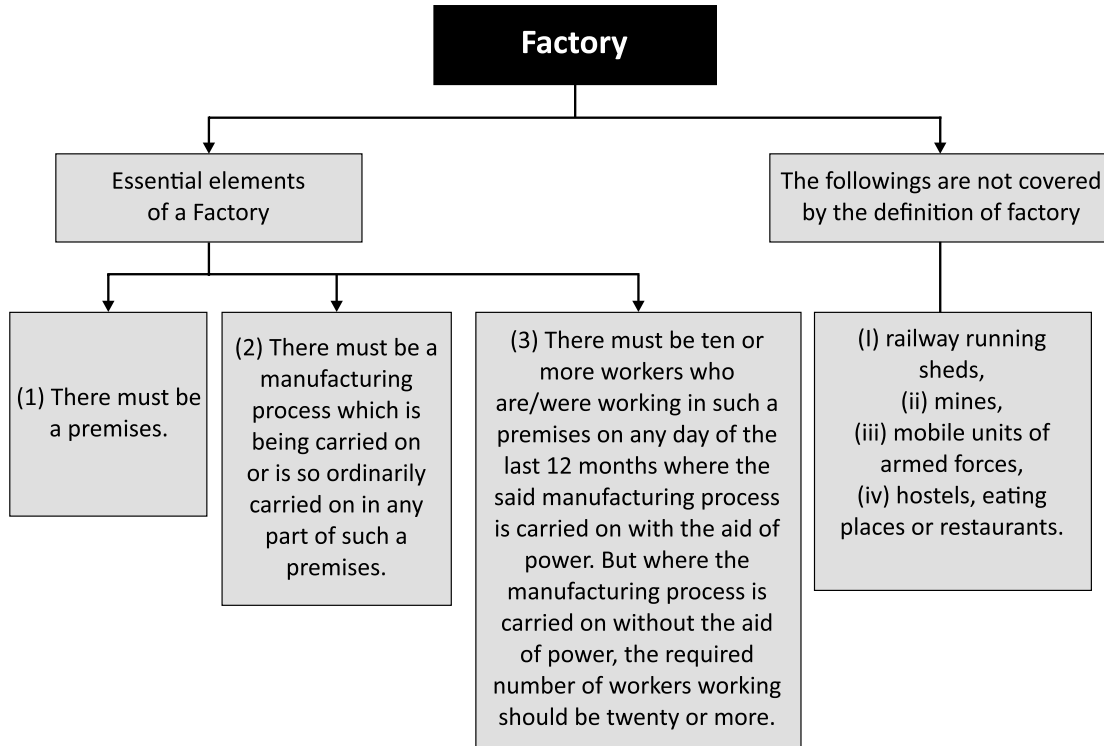 Factory
Essential elements
of a Factory
The followings are not covered
by the definition of factory
(1) There must be
a premises.
(2) There must be a
manufacturing
process which is
being carried on
or is so ordinarily
carried on in any
part of such a
premises.
(3) There must be ten or
more workers who
are/were working in such a
premises on any day of the
last 12 months where the
said manufacturing process
is carried on with the aid of
power. But where the
manufacturing process is
carried on without the aid
of power, the required
number of workers working
should be twenty or more.
(I) railway running
sheds,
(ii) mines,
(iii) mobile units of
armed forces,
(iv) hostels, eating
places or restaurants.